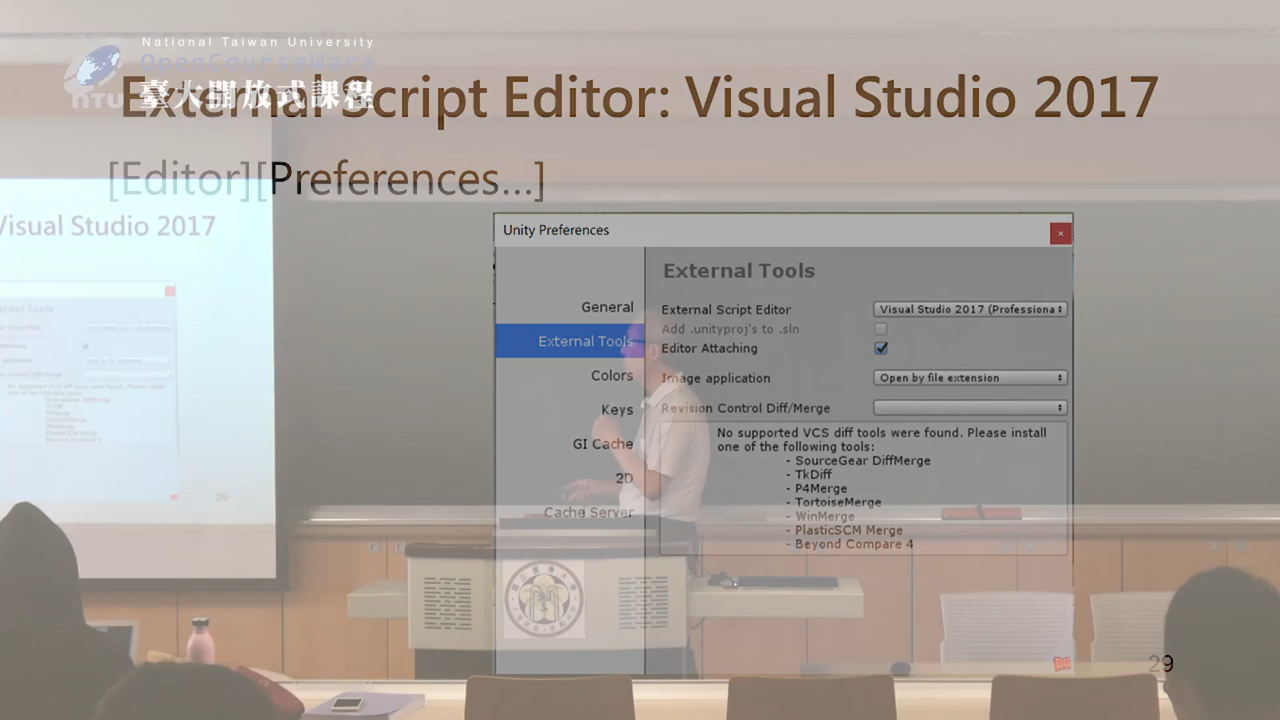 National Taiwan University
OpenCourseWare
NTU 臺大開放式課程
External Script Editor: Visual Studio 2017
[Editor][Preferences...]
Visual Studio 2017
Unity Preferences
External Tools
General
External Tools
Colors
Keys
GI Cache
2D
Cache Server
External Script Editor
Visual Studio 2017 (Professiona
Add .unityproj's to .sln
Editor Attaching
Image application
Open by file extension
Revision Control Diff/Merge
No supported VCS diff tools were found. Please install
one of the following tools:
- SourceGear DiffMerge
- TkDiff
- P4Merge
- TortoiseMerge
- WinMerge
- PlasticSCM Merge
- Beyond Compare 4
29